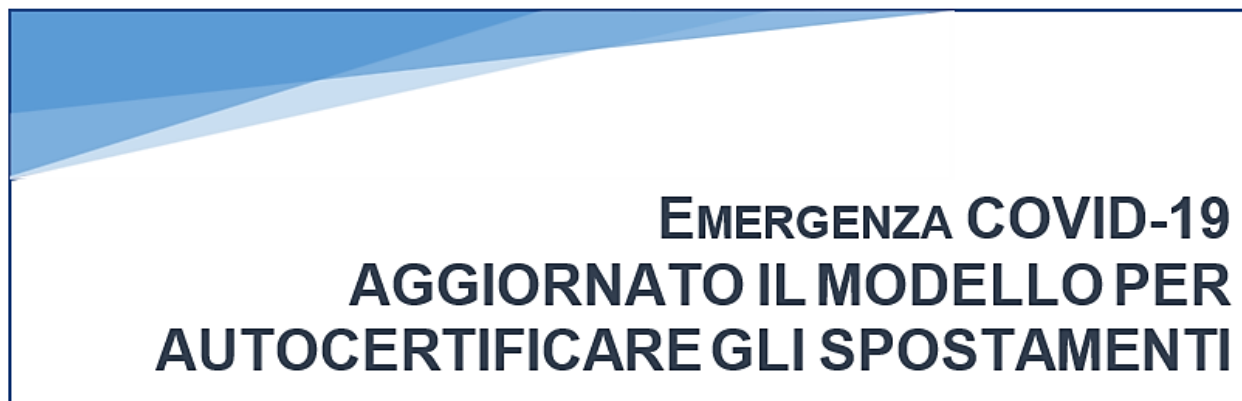 EMERGENZA COVID-19
AGGIORNATO IL MODELLO PER
AUTOCERTIFICARE GLI SPOSTAMENTI